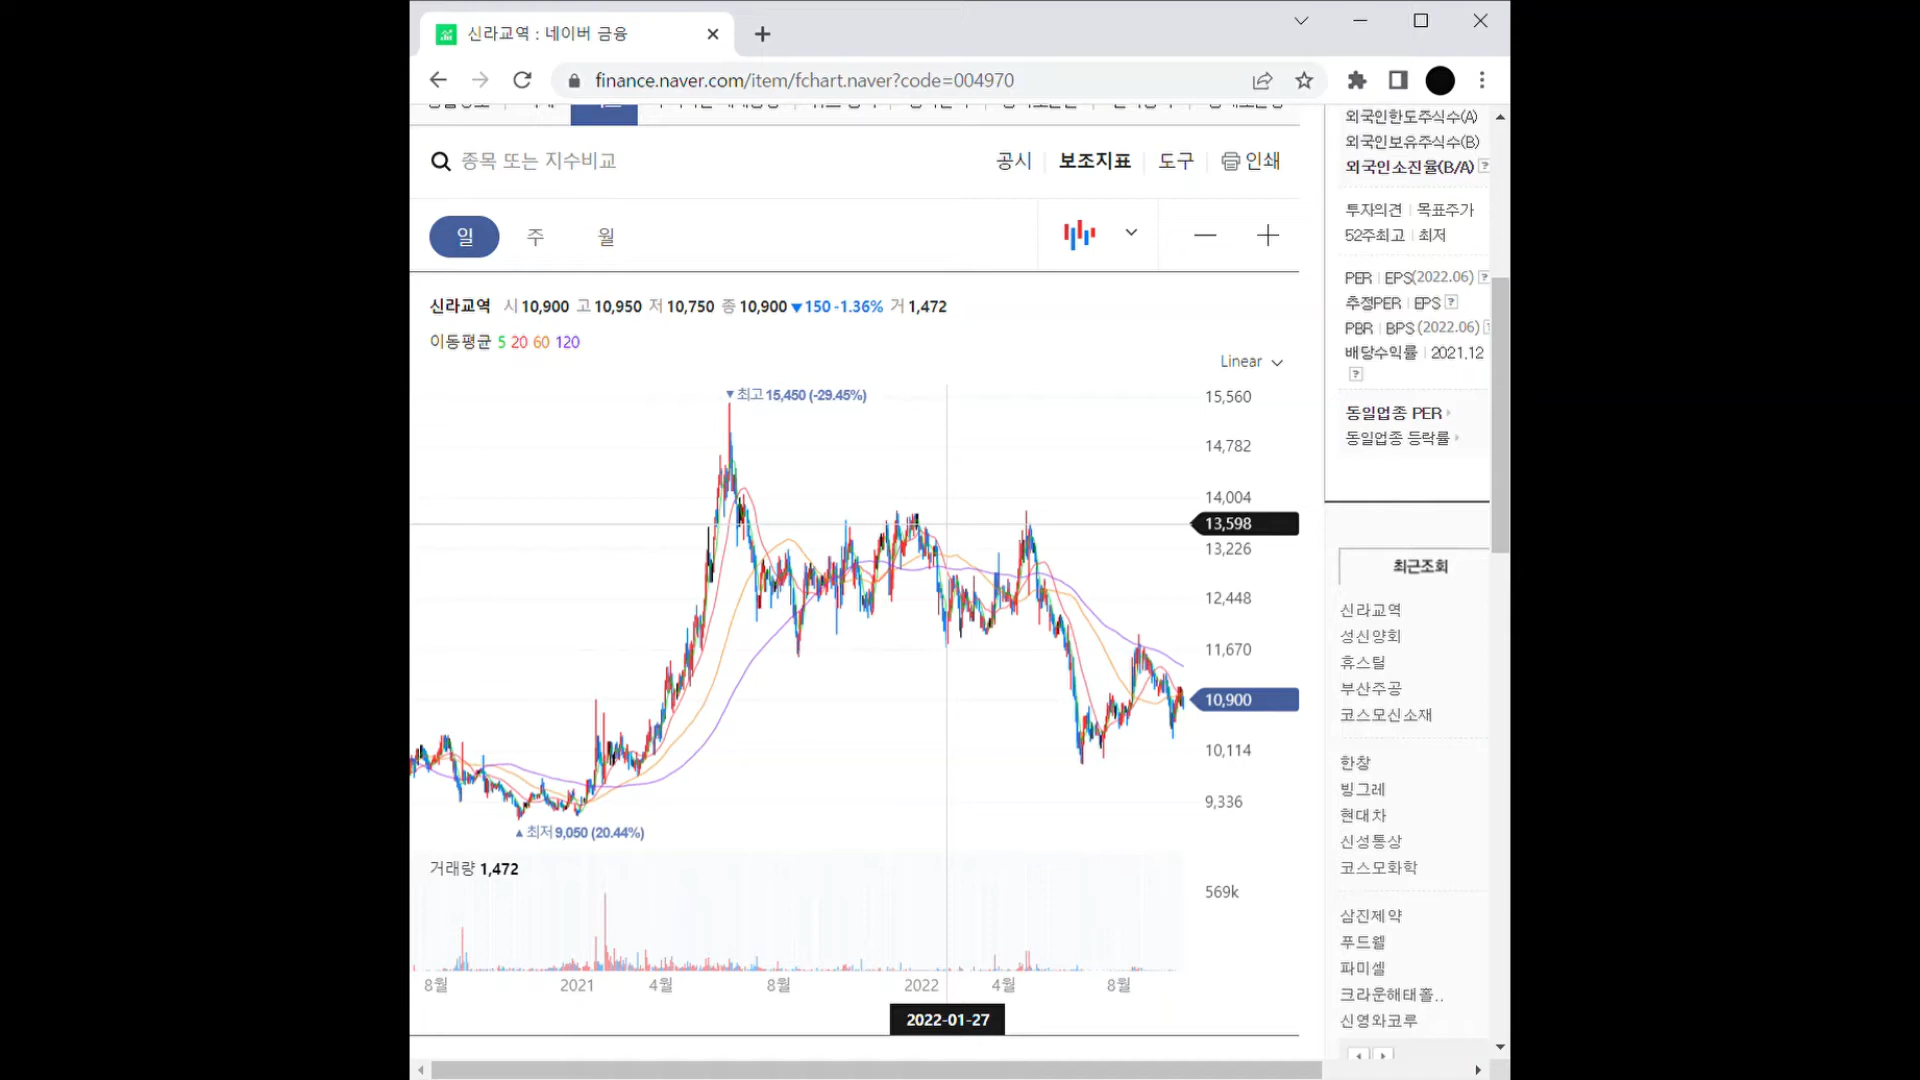 신라교역 : 네이버 금융
finance.naver.com/item/fchart.naver?code=004970
종목 또는 지수비교
공시 보조지표 도구 인쇄
일 주 월
신라교역 시 10,900 고 10,950 저 10,750 종 10,900 ▼150 -1.36% 거 1,472
이동평균 5 20 60 120
Linear
▼최고 15,450 (-29.45%)
15,560
14,782
14,004
13,598
13,226
12,448
11,670
10,900
10,114
9,336
▲최저 9,050 (20.44%)
거래량 1,472
569k
8월 2021 4월 8월 2022 4월 8월
2022-01-27
외국인한도주식수(A)
외국인보유주식수(B)
외국인소진율(B/A) ?
투자의견 | 목표주가
52주최고 | 최저
PER | EPS(2022.06) ?
추정PER | EPS ?
PBR | BPS (2022.06) ?
배당수익률 | 2021.12
?
동일업종 PER
동일업종 등락률
최근조회
신라교역
성신양회
휴스틸
부산주공
코스모신소재
한창
빙그레
현대차
신성통상
코스모화학
삼진제약
푸드웰
파미셀
크라운해태홀..
신영와코루